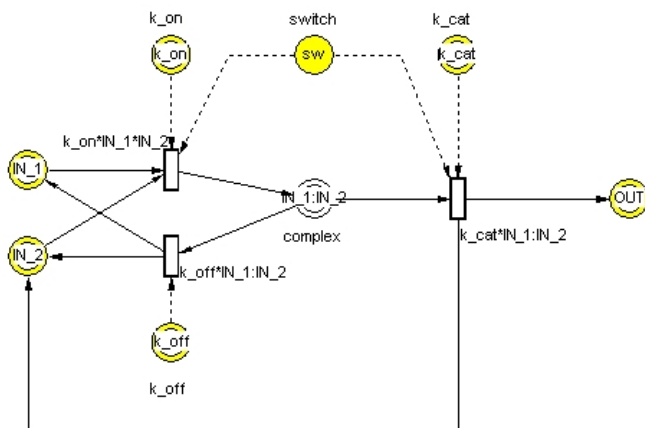 k_on
switch
k_cat
k_on
sw
k_cat
k_on*IN_1*IN_2
IN_1
IN_1:IN_2
OUT
complex
k_cat*IN_1:IN_2
IN_2
k_off*IN_1:IN_2
k_off
k_off